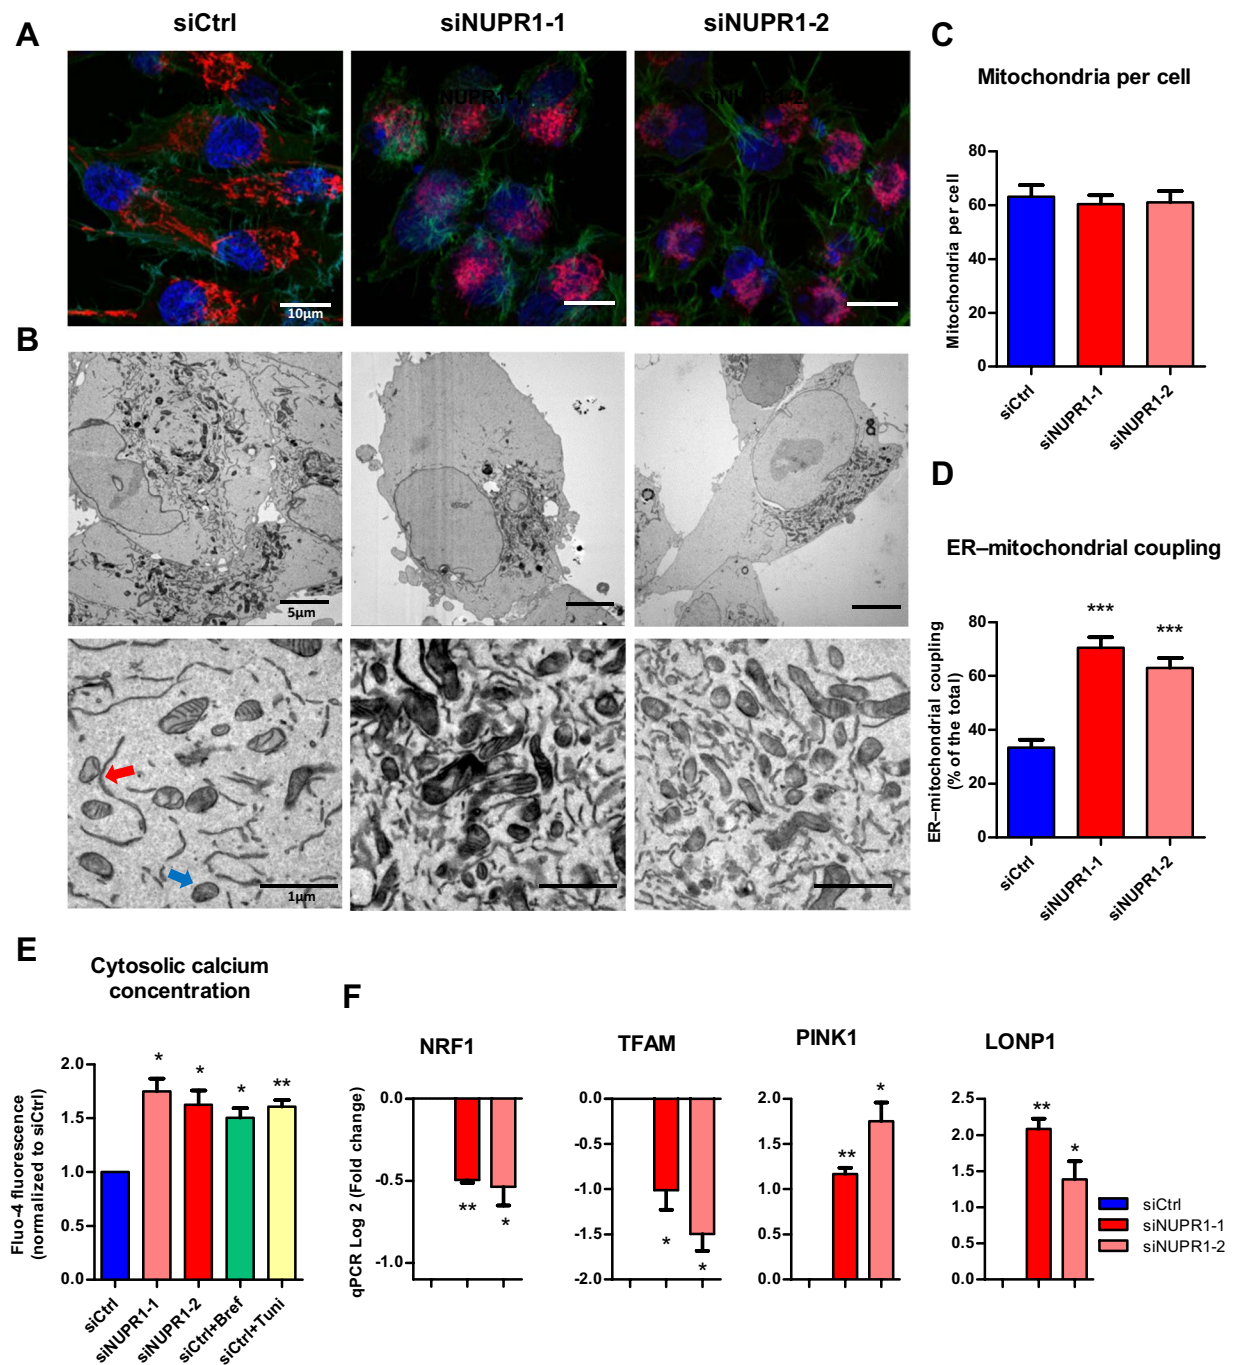 A
siCtrl
siNUPR1-1
siNUPR1-2
NUPR1-1
siNUPR1-2
10μm
B
5μm
1μm
C
Mitochondria per cell
Mitochondria per cell
80
60
40
20
0
siCtrl
siNUPR1-1
siNUPR1-2
D
ER–mitochondrial coupling
ER–mitochondrial coupling
(% of the total)
80
60
40
20
0
***
***
siCtrl
siNUPR1-1
siNUPR1-2
E
Cytosolic calcium
concentration
Fluo-4 fluorescence
(normalized to siCtrl)
2.0
1.5
1.0
0.5
0.0
*
*
*
**
siCtrl
siNUPR1-1
siNUPR1-2
siCtrl+Bref
siCtrl+Tuni
F
qPCR Log 2 (Fold change)
NRF1
0.0
-0.5
-1.0
**
*
TFAM
0.0
-0.5
-1.0
-1.5
-2.0
*
*
PINK1
2.0
1.5
1.0
0.5
0.0
**
*
LONP1
2.5
2.0
1.5
1.0
0.5
0.0
**
*
siCtrl
siNUPR1-1
siNUPR1-2